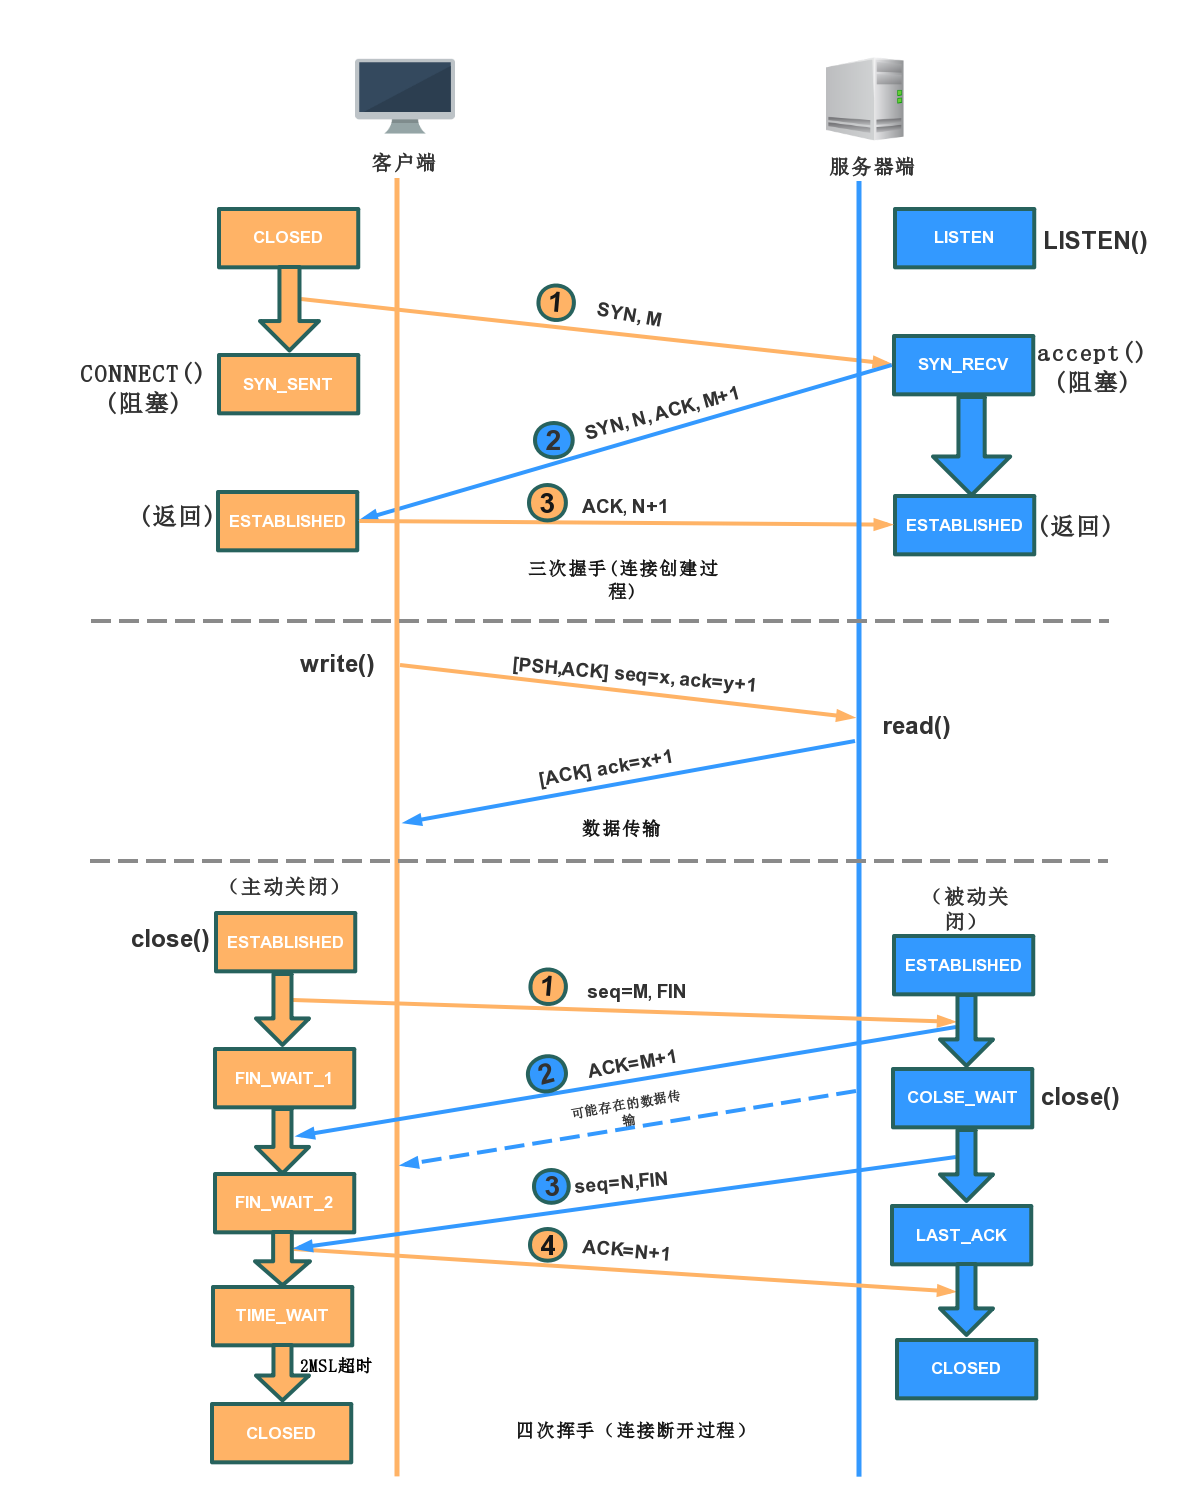 客户端
服务器端
CLOSED
LISTEN
LISTEN()
1
SYN, M
CONNECT()
(阻塞)
SYN_SENT
SYN_RECV
accept()
(阻塞)
2
SYN, N, ACK, M+1
(返回)
ESTABLISHED
3
ACK, N+1
ESTABLISHED
(返回)
三次握手(连接创建过
程)
write()
[PSH,ACK] seq=x, ack=y+1
read()
[ACK] ack=x+1
数据传输
（主动关闭）
（被动关
闭）
close()
ESTABLISHED
ESTABLISHED
1
seq=M, FIN
FIN_WAIT_1
2
ACK=M+1
COLSE_WAIT
close()
可能存在的数据传
输
FIN_WAIT_2
3
seq=N,FIN
LAST_ACK
4
ACK=N+1
TIME_WAIT
2MSL超时
CLOSED
CLOSED
四次挥手（连接断开过程）